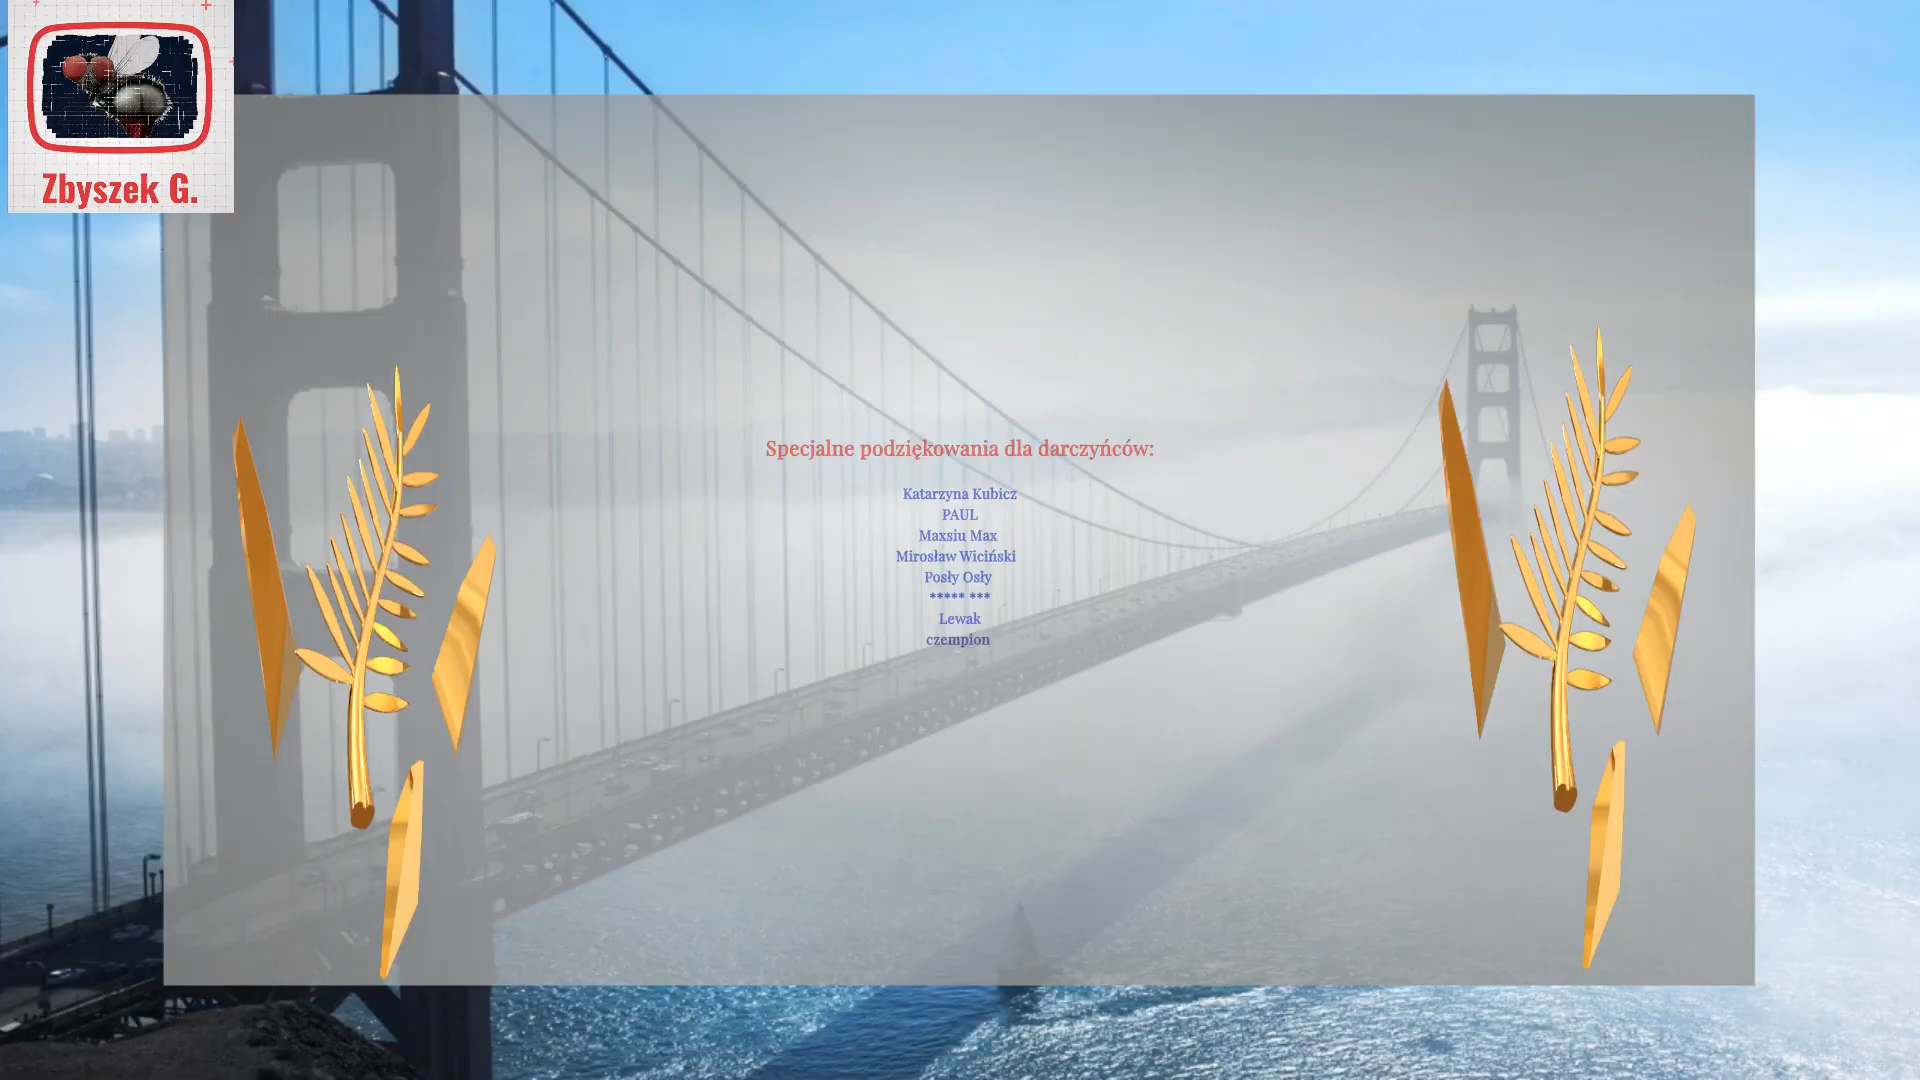 Zbyszek G.
Specjalne podziękowania dla darczyńców:
Katarzyna Kubicz
PAUL
Maxsiu Max
Mirosław Wiciński
Posły Osły
***** ***
Lewak
czempion